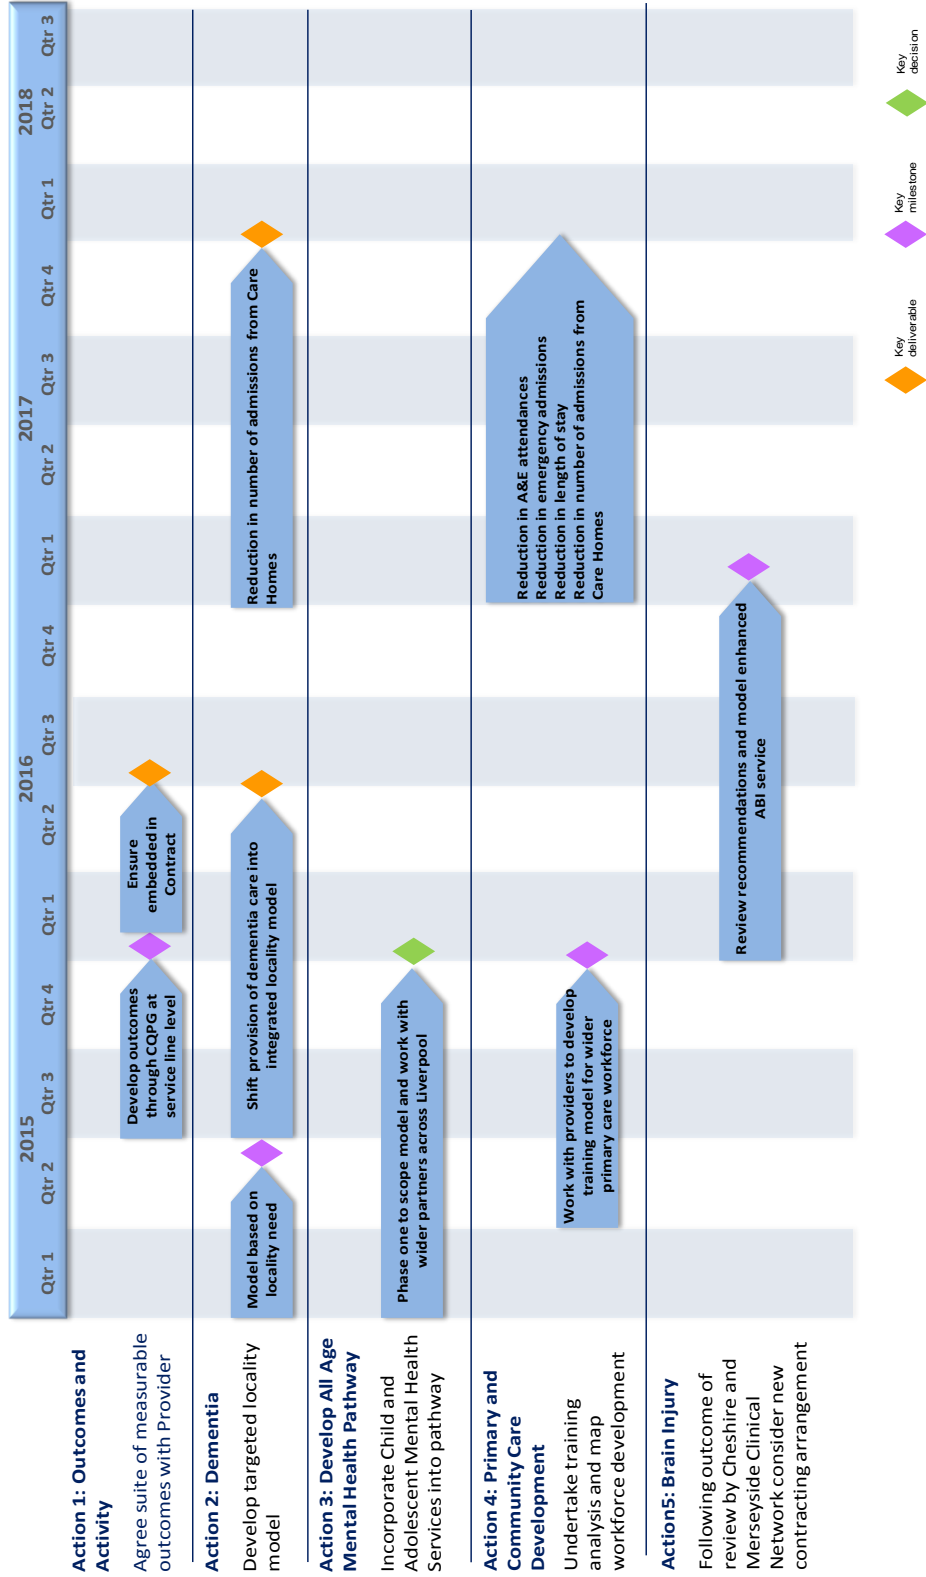 2015
2016
2017
2018
Qtr 1
Qtr 2
Qtr 3
Qtr 4
Qtr 1
Qtr 2
Qtr 3
Qtr 4
Qtr 1
Qtr 2
Qtr 3
Qtr 4
Qtr 1
Qtr 2
Qtr 3
Action 1: Outcomes and
Activity
Agree suite of measurable
outcomes with Provider
Develop outcomes
through CQPG at
service line level
Ensure
embedded in
Contract
Action 2: Dementia
Develop targeted locality
model
Model based on
locality need
Shift provision of dementia care into
integrated locality model
Reduction in number of admissions from Care
Homes
Action 3: Develop All Age
Mental Health Pathway
Incorporate Child and
Adolescent Mental Health
Services into pathway
Phase one to scope model and work with
wider partners across Liverpool
Action 4: Primary and
Community Care
Development
Undertake training
analysis and map
workforce development
Work with providers to develop
training model for wider
primary care workforce
Reduction in A&E attendances
Reduction in emergency admissions
Reduction in length of stay
Reduction in number of admissions from
Care Homes
Action5: Brain Injury
Following outcome of
review by Cheshire and
Merseyside Clinical
Network consider new
contracting arrangement
Review recommendations and model enhanced
ABI service
Key
deliverable
Key
milestone
Key
decision